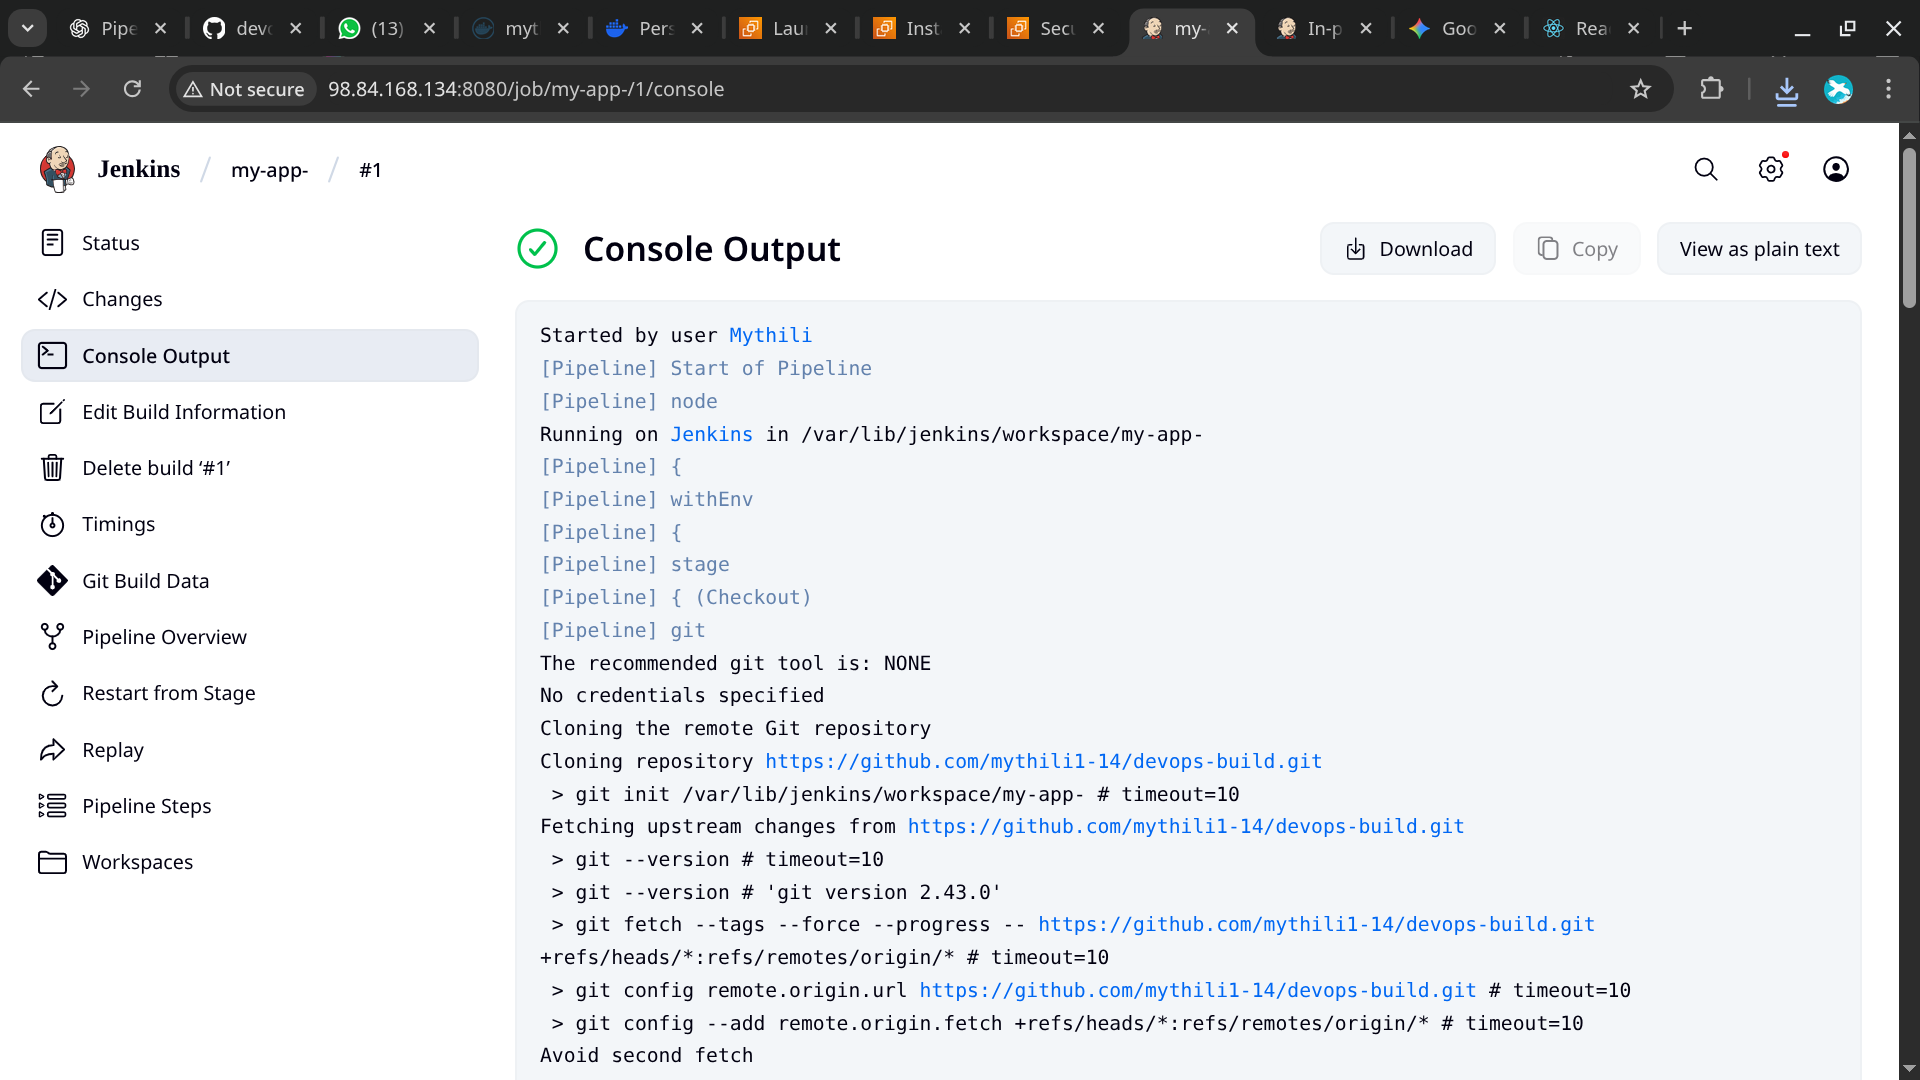 Pipe
devo
(13)
myt
Pers
Lau
Inst
Secu
my-
In-p
Goo
Rea
Not secure
98.84.168.134:8080/job/my-app-/1/console
Jenkins / my-app- / #1
Status
Changes
Console Output
Edit Build Information
Delete build ‘#1’
Timings
Git Build Data
Pipeline Overview
Restart from Stage
Replay
Pipeline Steps
Workspaces
Console Output
Download
Copy
View as plain text
Started by user Mythili
[Pipeline] Start of Pipeline
[Pipeline] node
Running on Jenkins in /var/lib/jenkins/workspace/my-app-
[Pipeline] {
[Pipeline] withEnv
[Pipeline] {
[Pipeline] stage
[Pipeline] { (Checkout)
[Pipeline] git
The recommended git tool is: NONE
No credentials specified
Cloning the remote Git repository
Cloning repository https://github.com/mythili1-14/devops-build.git
 > git init /var/lib/jenkins/workspace/my-app- # timeout=10
Fetching upstream changes from https://github.com/mythili1-14/devops-build.git
 > git --version # timeout=10
 > git --version # 'git version 2.43.0'
 > git fetch --tags --force --progress -- https://github.com/mythili1-14/devops-build.git
+refs/heads/*:refs/remotes/origin/* # timeout=10
 > git config remote.origin.url https://github.com/mythili1-14/devops-build.git # timeout=10
 > git config --add remote.origin.fetch +refs/heads/*:refs/remotes/origin/* # timeout=10
Avoid second fetch